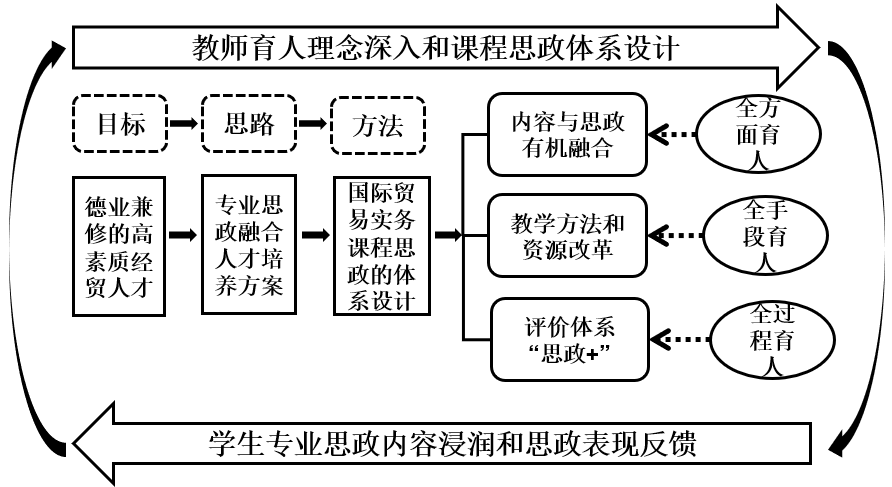 教师育人理念深入和课程思政体系设计
目标
思路
方法
德业兼
修的高
素质经
贸人才
专业思
政融合
人才培
养方案
国际贸
易实务
课程思
政的体
系设计
内容与思政
有机融合
全方
面育
人
教学方法和
资源改革
全手
段育
人
评价体系
“思政+”
全过
程育
人
学生专业思政内容浸润和思政表现反馈